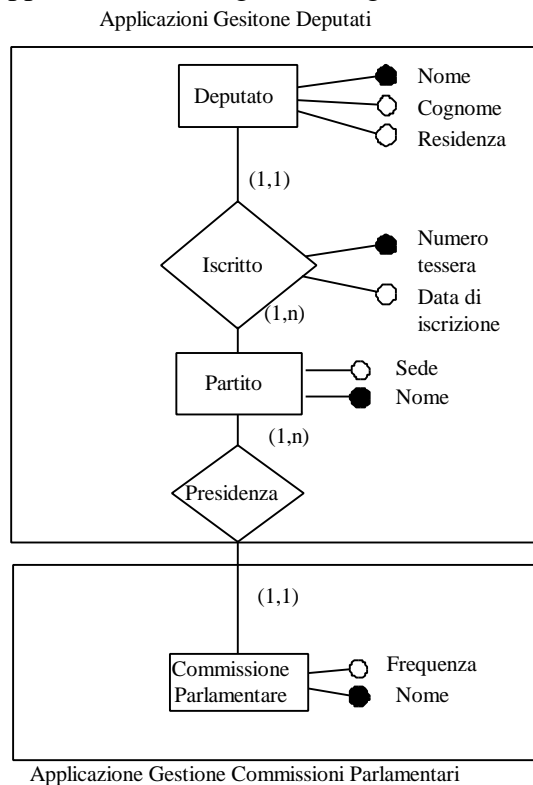 Applicazioni Gesitone Deputati
Deputato
Nome
Cognome
Residenza
(1,1)
Iscritto
Numero
tessera
Data di
iscrizione
(1,n)
Partito
Sede
Nome
(1,n)
Presidenza
(1,1)
Commissione
Parlamentare
Frequenza
Nome
Applicazione Gestione Commissioni Parlamentari